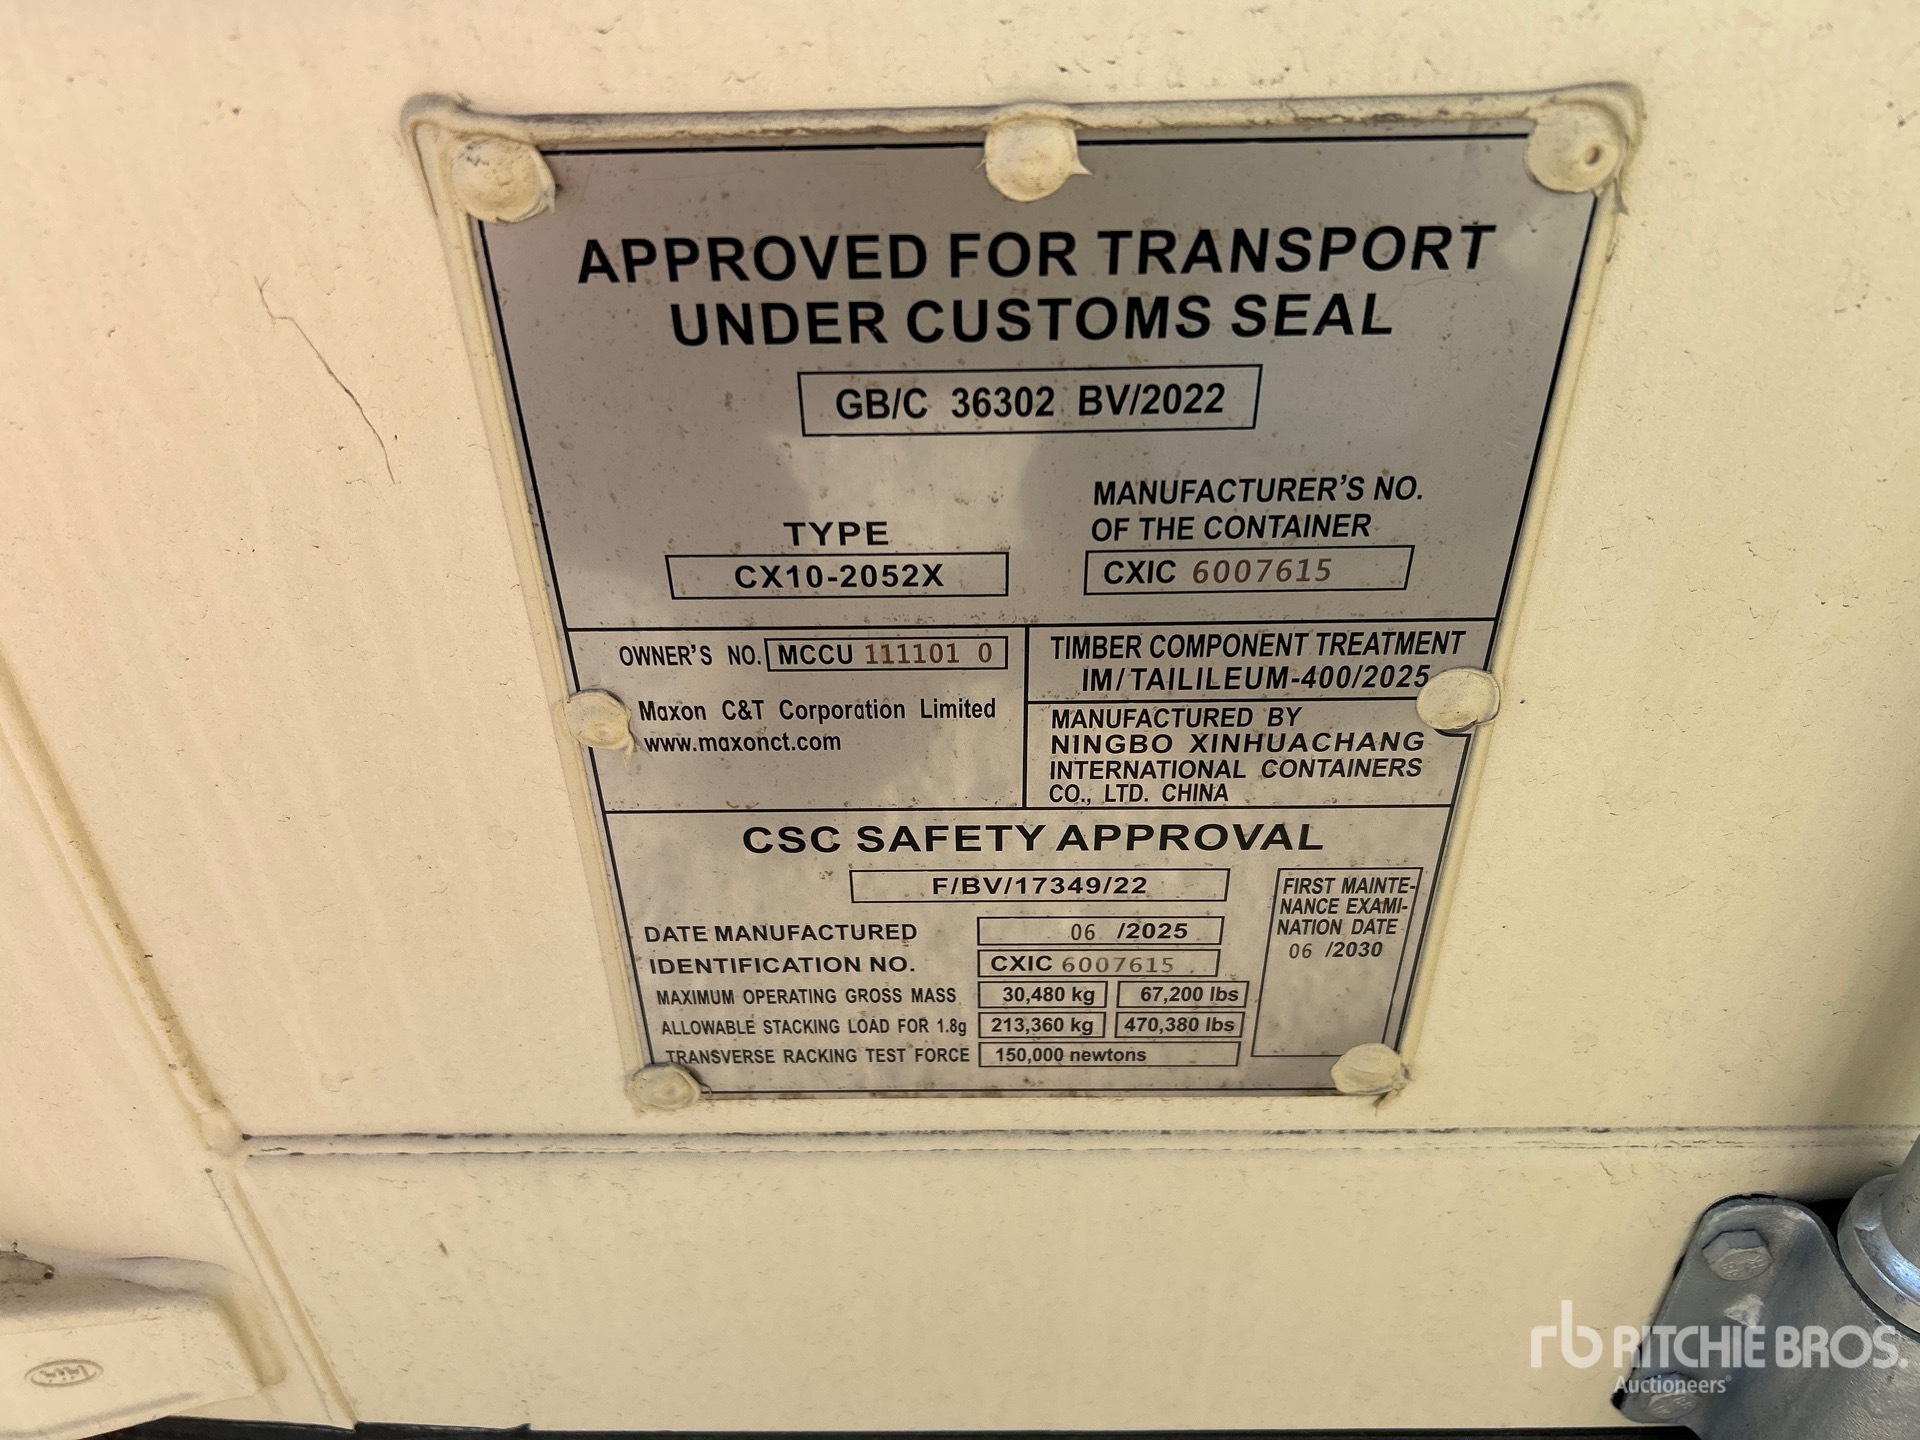 APPROVED FOR TRANSPORT
UNDER CUSTOMS SEAL
GB/C 36302 BV/2022
TYPE
CX10-2052X
MANUFACTURER'S NO.
OF THE CONTAINER
CXIC 6007615
OWNER'S NO. MCCU 111101 0
Maxon C&T Corporation Limited
www.maxonct.com
TIMBER COMPONENT TREATMENT
IM/TAILILEUM-400/2025
MANUFACTURED BY
NINGBO XINHUACHANG
INTERNATIONAL CONTAINERS
CO., LTD. CHINA
CSC SAFETY APPROVAL
F/BV/17349/22
DATE MANUFACTURED 06 /2025
IDENTIFICATION NO. CXIC 6007615
MAXIMUM OPERATING GROSS MASS 30,480 kg 67,200 lbs
ALLOWABLE STACKING LOAD FOR 1.8g 213,360 kg 470,380 lbs
TRANSVERSE RACKING TEST FORCE 150,000 newtons
FIRST MAINTE-
NANCE EXAMI-
NATION DATE
06 /2030
rb RITCHIE BROS.
Auctioneers